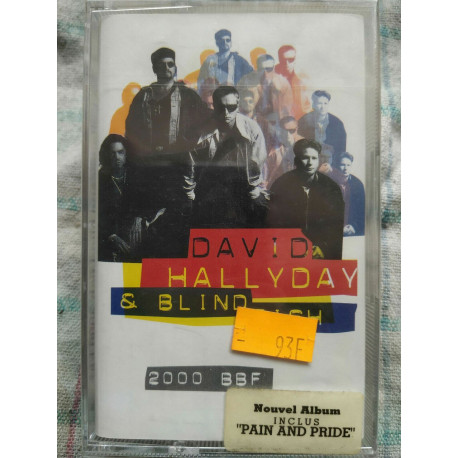 DAVID
HALLYDAY
& BLIND
93F
2000 BBF
Nouvel Album
INCLUS
"PAIN AND PRIDE"